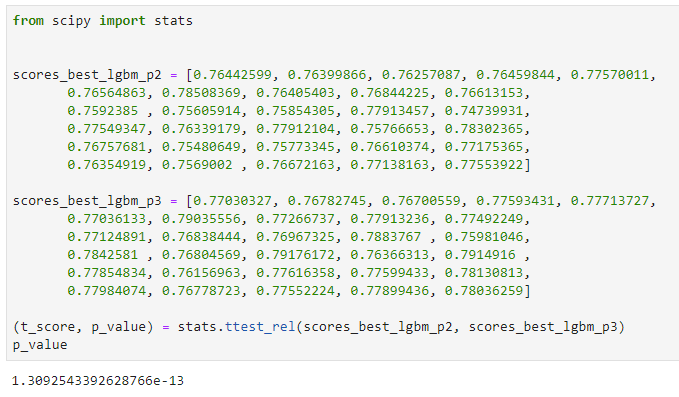 from scipy import stats
scores_best_lgbm_p2 = [0.76442599, 0.76399866, 0.76257087, 0.76459844, 0.77570011,
0.76564863, 0.78508369, 0.76405403, 0.76844225, 0.76613153,
0.7592385 , 0.75605914, 0.75854305, 0.77913457, 0.74739931,
0.77549347, 0.76339179, 0.77912104, 0.75766653, 0.78302365,
0.76757681, 0.75480649, 0.75773345, 0.76610374, 0.77175365,
0.76354919, 0.7569002 , 0.76672163, 0.77138163, 0.77553922]
scores_best_lgbm_p3 = [0.77030327, 0.76782745, 0.76700559, 0.77593431, 0.77713727,
0.77036133, 0.79035556, 0.77266737, 0.77913236, 0.77492249,
0.77124891, 0.76838444, 0.76967325, 0.7883767 , 0.75981046,
0.7842581 , 0.76804569, 0.79176172, 0.76366313, 0.7914916 ,
0.77854834, 0.76156963, 0.77616358, 0.77599433, 0.78130813,
0.77984074, 0.76778723, 0.77552224, 0.77899436, 0.78036259]
(t_score, p_value) = stats.ttest_rel(scores_best_lgbm_p2, scores_best_lgbm_p3)
p_value
1.3092543392628766e-13